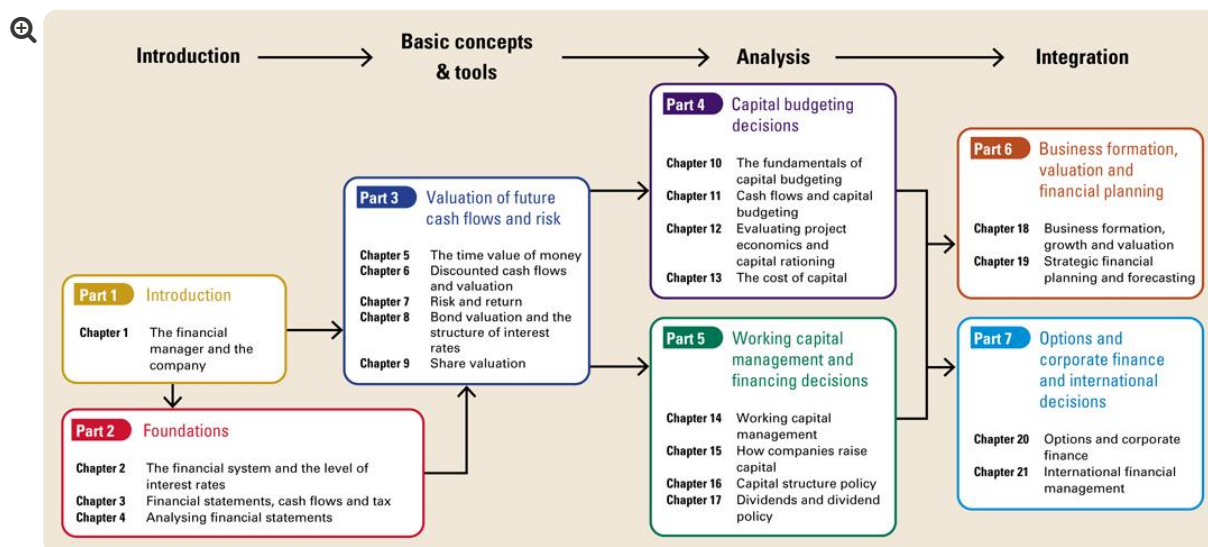 Introduction
Basic concepts
& tools
Analysis
Integration
Part 1 Introduction
Chapter 1 The financial
manager and the
company
Part 2 Foundations
Chapter 2 The financial system and the level of
interest rates
Chapter 3 Financial statements, cash flows and tax
Chapter 4 Analysing financial statements
Part 3 Valuation of future
cash flows and risk
Chapter 5 The time value of money
Chapter 6 Discounted cash flows
and valuation
Chapter 7 Risk and return
Chapter 8 Bond valuation and the
structure of interest
rates
Chapter 9 Share valuation
Part 4 Capital budgeting
decisions
Chapter 10 The fundamentals of
capital budgeting
Chapter 11 Cash flows and capital
budgeting
Chapter 12 Evaluating project
economics and
capital rationing
Chapter 13 The cost of capital
Part 5 Working capital
management and
financing decisions
Chapter 14 Working capital
management
Chapter 15 How companies raise
capital
Chapter 16 Capital structure policy
Chapter 17 Dividends and dividend
policy
Part 6 Business formation,
valuation and
financial planning
Chapter 18 Business formation,
growth and valuation
Chapter 19 Strategic financial
planning and forecasting
Part 7 Options and
corporate finance
and international
decisions
Chapter 20 Options and corporate
finance
Chapter 21 International financial
management